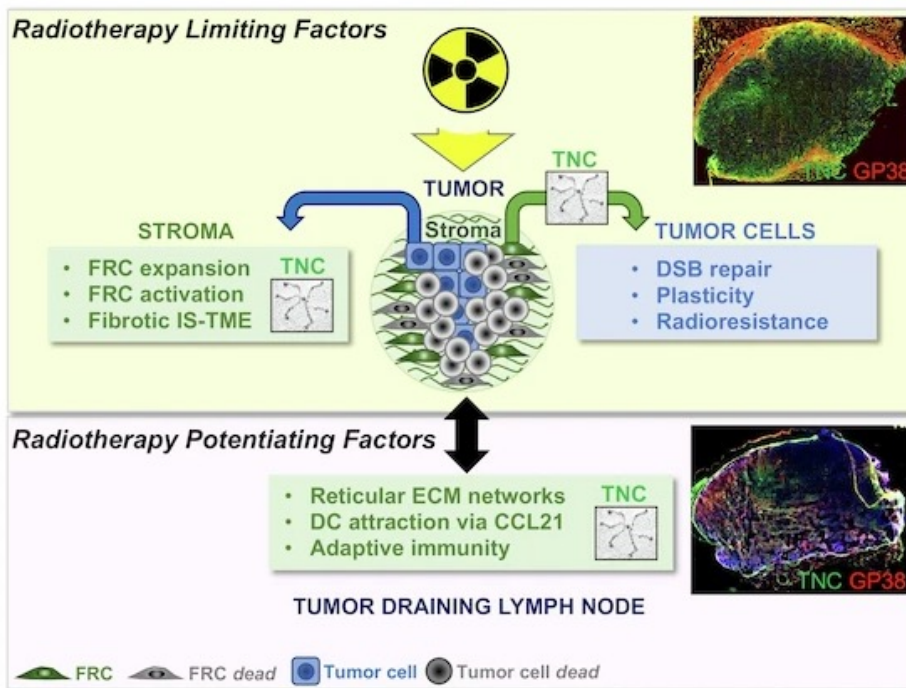 Radiotherapy Limiting Factors
TNC
TNC GP38
TUMOR
Stroma
STROMA
• FRC expansion
• FRC activation
• Fibrotic IS-TME
TNC
TUMOR CELLS
• DSB repair
• Plasticity
• Radioresistance
Radiotherapy Potentiating Factors
• Reticular ECM networks
• DC attraction via CCL21
• Adaptive immunity
TNC
TNC GP38
TUMOR DRAINING LYMPH NODE
FRC FRC dead Tumor cell Tumor cell dead